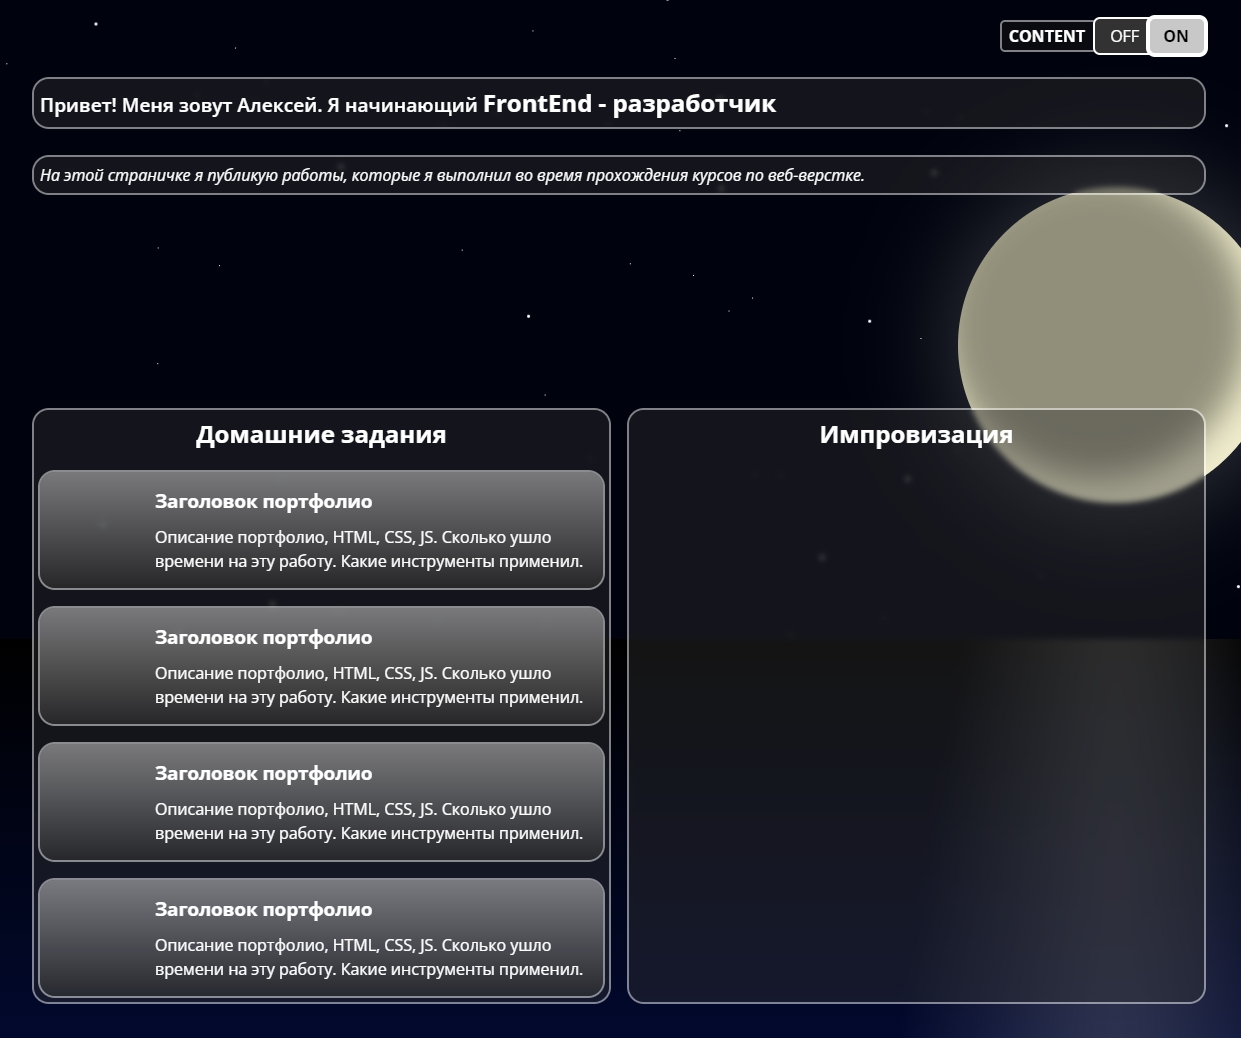 CONTENT OFF ON
Привет! Меня зовут Алексей. Я начинающий FrontEnd - разработчик
На этой страничке я публикую работы, которые я выполнил во время прохождения курсов по веб-верстке.
Домашние задания
Заголовок портфолио
Описание портфолио, HTML, CSS, JS. Сколько ушло
времени на эту работу. Какие инструменты применил.
Заголовок портфолио
Описание портфолио, HTML, CSS, JS. Сколько ушло
времени на эту работу. Какие инструменты применил.
Заголовок портфолио
Описание портфолио, HTML, CSS, JS. Сколько ушло
времени на эту работу. Какие инструменты применил.
Заголовок портфолио
Описание портфолио, HTML, CSS, JS. Сколько ушло
времени на эту работу. Какие инструменты применил.
Импровизация